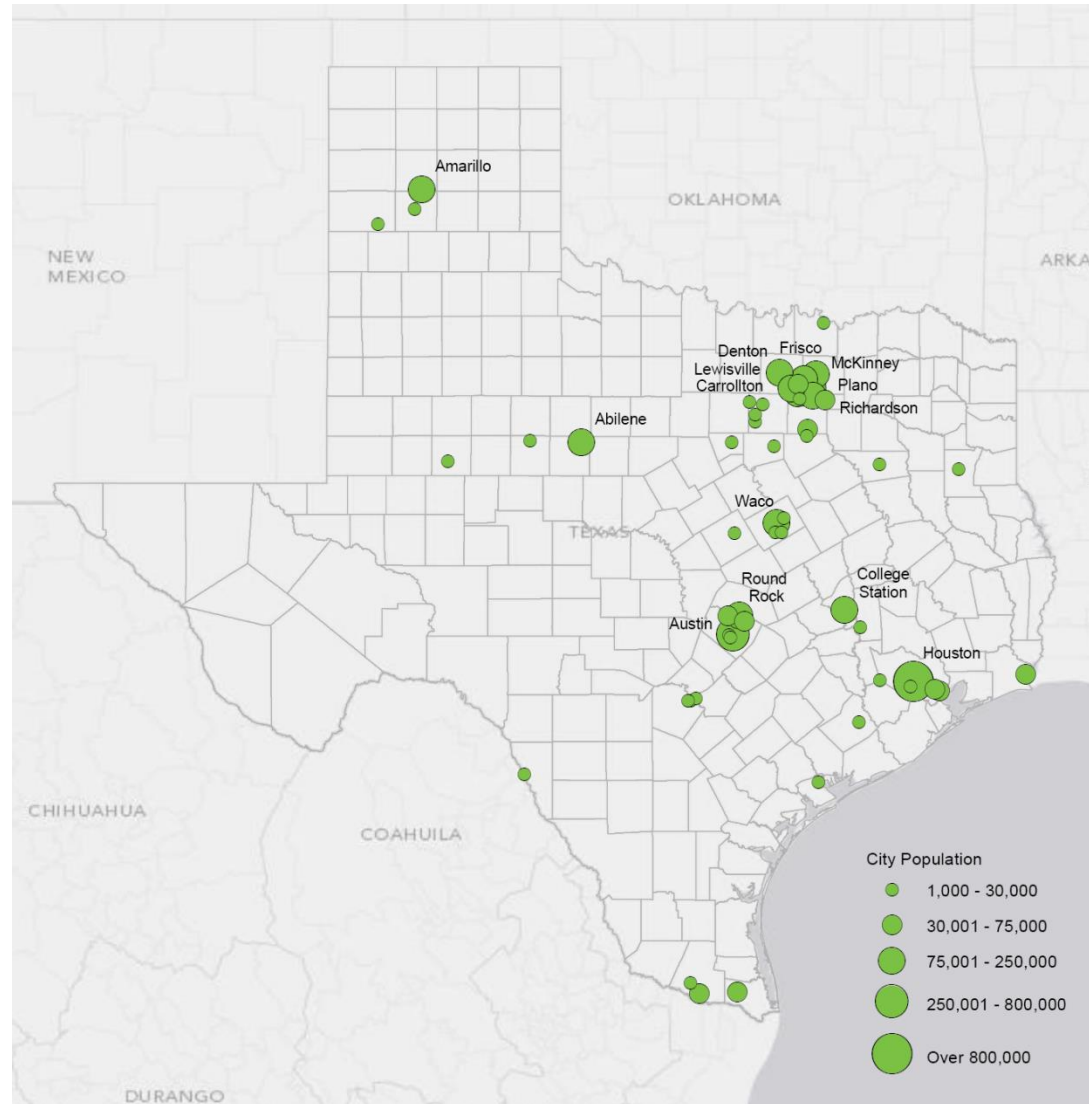 Amarillo
OKLAHOMA
NEW
MEXICO
ARKA
Denton
Frisco
Lewisville
McKinney
Carrollton
Plano
Richardson
Abilene
Waco
TEXAS
Round
Rock
College
Station
Austin
Houston
CHIHUAHUA
COAHUILA
DURANGO
City Population
1,000 - 30,000
30,001 - 75,000
75,001 - 250,000
250,001 - 800,000
Over 800,000